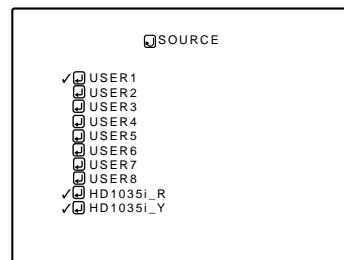 SOURCE
✓ USER1
USER2
USER3
USER4
USER5
USER6
USER7
USER8
✓ HD1035i_R
✓ HD1035i_Y